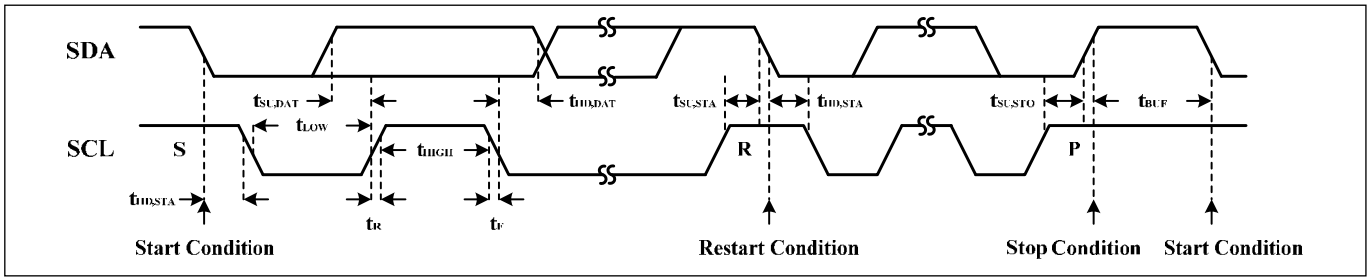 SDA
tSU,DAT
tHD,DAT
tSU,STA
tHD,STA
tSU,STO
tBUF
tLOW
SCL
S
tHIGH
R
P
tHD,STA
tR
tF
Start Condition
Restart Condition
Stop Condition
Start Condition